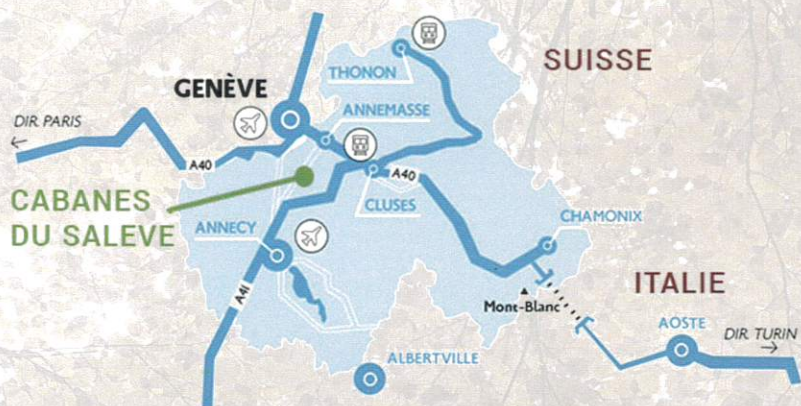 SUISSE
THONON
GENÈVE
ANNEMASSE
DIR. PARIS
A40
A40
CABANES
DU SALEVE
CLUSES
ANNECY
CHAMONIX
A41
ITALIE
Mont-Blanc
AOSTE
DIR. TURIN
ALBERTVILLE